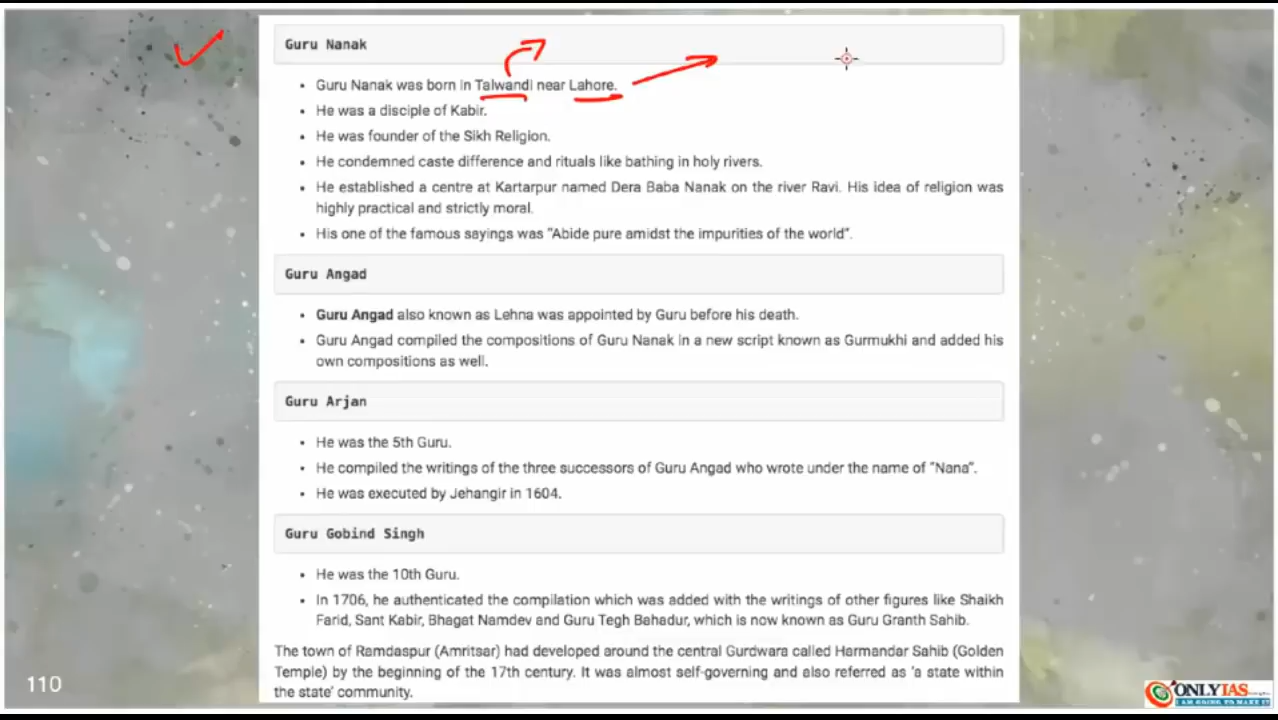 Guru Nanak
• Guru Nanak was born in Talwandi near Lahore.
• He was a disciple of Kabir.
• He was founder of the Sikh Religion.
• He condemned caste difference and rituals like bathing in holy rivers.
• He established a centre at Kartarpur named Dera Baba Nanak on the river Ravi. His idea of religion was
highly practical and strictly moral.
• His one of the famous sayings was “Abide pure amidst the impurities of the world”.
Guru Angad
• Guru Angad also known as Lehna was appointed by Guru before his death.
• Guru Angad compiled the compositions of Guru Nanak in a new script known as Gurmukhi and added his
own compositions as well.
Guru Arjan
• He was the 5th Guru.
• He compiled the writings of the three successors of Guru Angad who wrote under the name of “Nana”.
• He was executed by Jehangir in 1604.
Guru Gobind Singh
• He was the 10th Guru.
• In 1706, he authenticated the compilation which was added with the writings of other figures like Shaikh
Farid, Sant Kabir, Bhagat Namdev and Guru Tegh Bahadur, which is now known as Guru Granth Sahib.
The town of Ramdaspur (Amritsar) had developed around the central Gurdwara called Harmandar Sahib (Golden
Temple) by the beginning of the 17th century. It was almost self-governing and also referred as ‘a state within
the state’ community.
110
ONLYIAS
I AM GOING TO MAKE IT